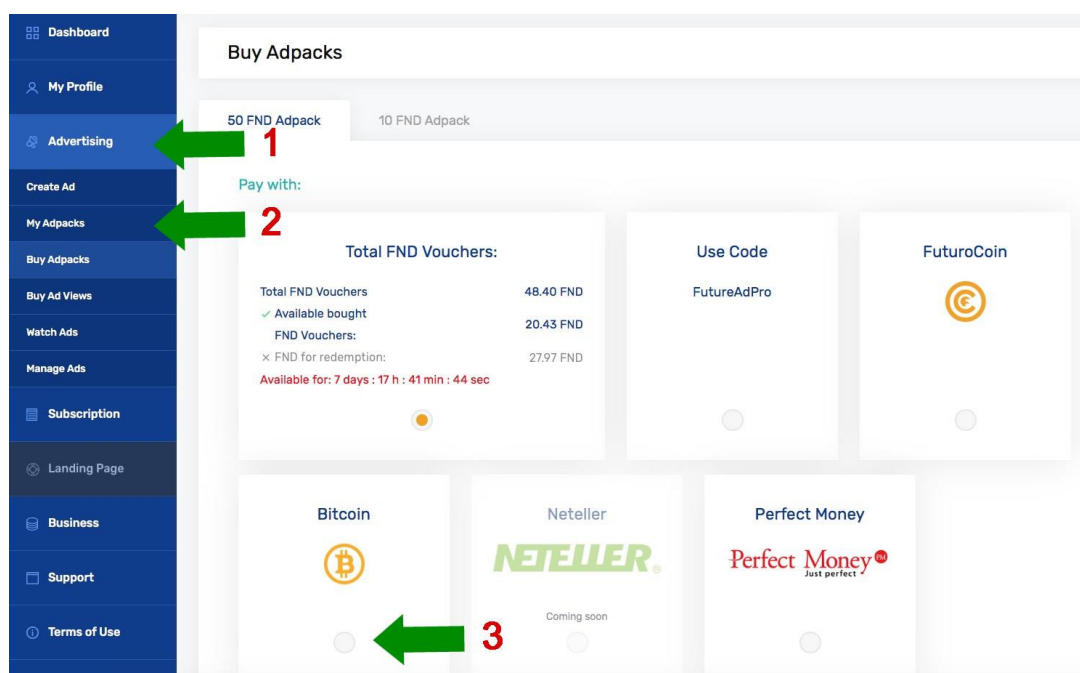 Dashboard
My Profile
Advertising
Create Ad
My Adpacks
Buy Adpacks
Buy Ad Views
Watch Ads
Manage Ads
Subscription
Landing Page
Business
Support
Terms of Use
1
2
Buy Adpacks
50 FND Adpack
10 FND Adpack
Pay with:
Total FND Vouchers:
Total FND Vouchers 48.40 FND
Available bought
FND Vouchers: 20.43 FND
FND for redemption: 27.97 FND
Available for: 7 days : 17 h : 41 min : 44 sec
Use Code
FutureAdPro
FuturoCoin
Bitcoin
Neteller
NETELLER.
Coming soon
Perfect Money
Perfect Money PM
Just perfect
3